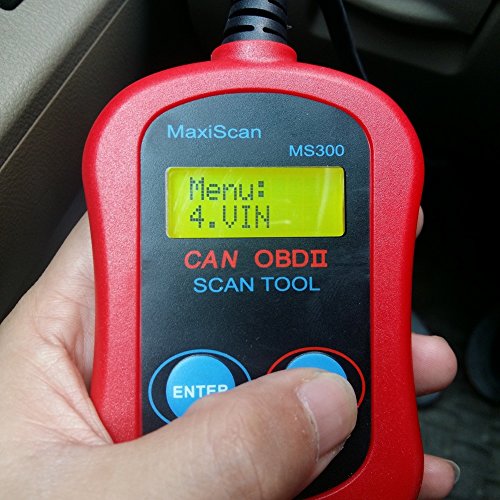 MaxiScan
MS300
Menu:
4.VIN
CAN OBDII
SCAN TOOL
ENTER